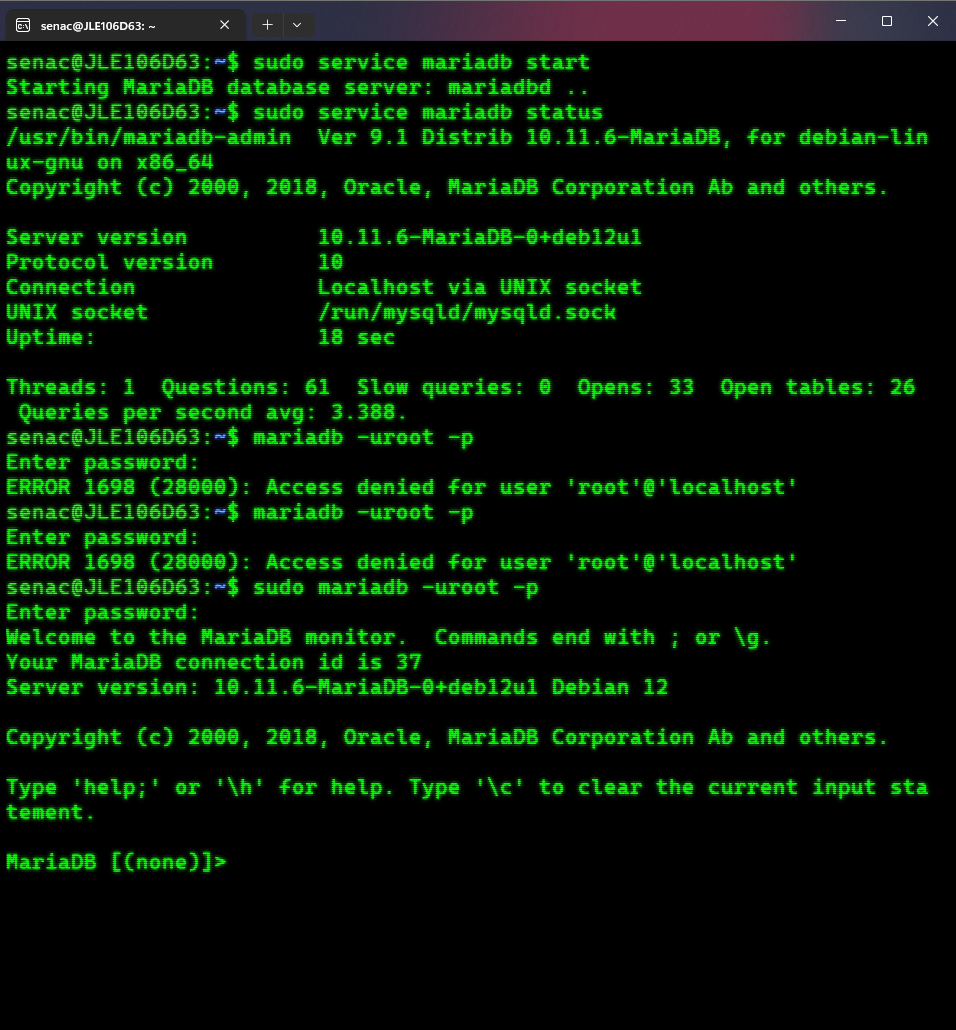 senac@JLE106D63: ~
senac@JLE106D63:~$ sudo service mariadb start
Starting MariaDB database server: mariadbd ..
senac@JLE106D63:~$ sudo service mariadb status
/usr/bin/mariadb-admin  Ver 9.1 Distrib 10.11.6-MariaDB, for debian-lin
ux-gnu on x86_64
Copyright (c) 2000, 2018, Oracle, MariaDB Corporation Ab and others.
Server version          10.11.6-MariaDB-0+deb12u1
Protocol version        10
Connection              Localhost via UNIX socket
UNIX socket             /run/mysqld/mysqld.sock
Uptime:                 18 sec
Threads: 1  Questions: 61  Slow queries: 0  Opens: 33  Open tables: 26
 Queries per second avg: 3.388.
senac@JLE106D63:~$ mariadb -uroot -p
Enter password:
ERROR 1698 (28000): Access denied for user 'root'@'localhost'
senac@JLE106D63:~$ mariadb -uroot -p
Enter password:
ERROR 1698 (28000): Access denied for user 'root'@'localhost'
senac@JLE106D63:~$ sudo mariadb -uroot -p
Enter password:
Welcome to the MariaDB monitor.  Commands end with ; or \g.
Your MariaDB connection id is 37
Server version: 10.11.6-MariaDB-0+deb12u1 Debian 12
Copyright (c) 2000, 2018, Oracle, MariaDB Corporation Ab and others.
Type 'help;' or '\h' for help. Type '\c' to clear the current input sta
tement.
MariaDB [(none)]>